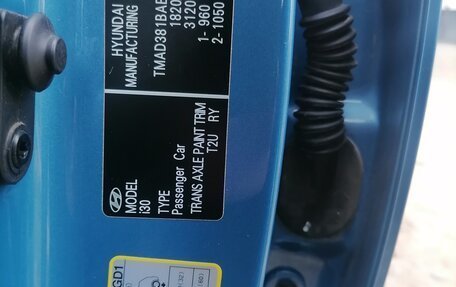 HYUNDAI
MANUFACTURING
TMAD381BAE
1820
3120
1- 960
2- 1050
MODEL
i30
TYPE
Passenger Car
TRANS AXLE PAINT TRIM
T2U RY
GD1